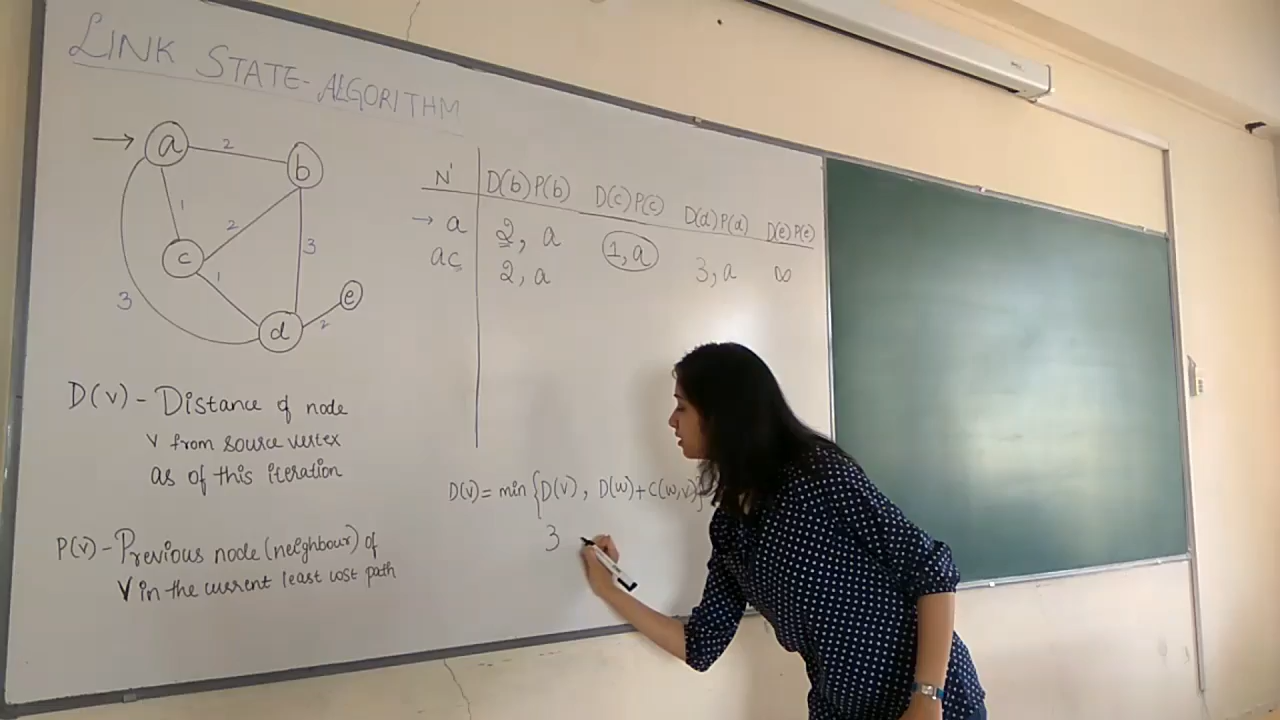 LINK STATE-ALGORITHM
→ a 2 b
1
2
3
c
1
3
e
d
2
D(v) - Distance of node
v from source vertex
as of this iteration
P(v) - Previous node (neighbour) of
V in the current least cost path
N' D(b)P(b) D(c)P(c) D(d)P(d) D(e)P(e)
→ a 2, a 1, a 3, a ∞
ac 2, a
D(v) = min {D(v), D(w)+C(w,v)}
3